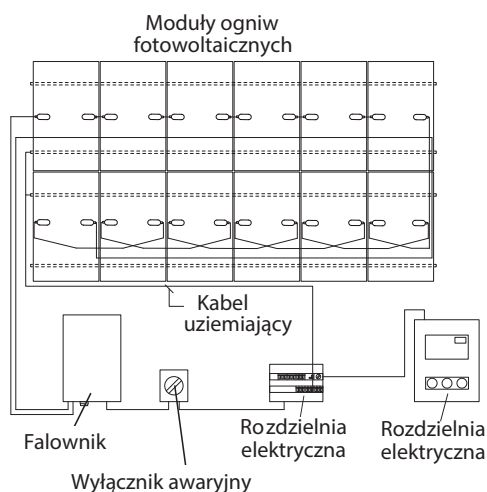 Moduły ogniw
fotowoltaicznych
Kabel
uziemiający
Falownik
Wyłącznik awaryjny
Rozdzielnia
elektryczna
Rozdzielnia
elektryczna